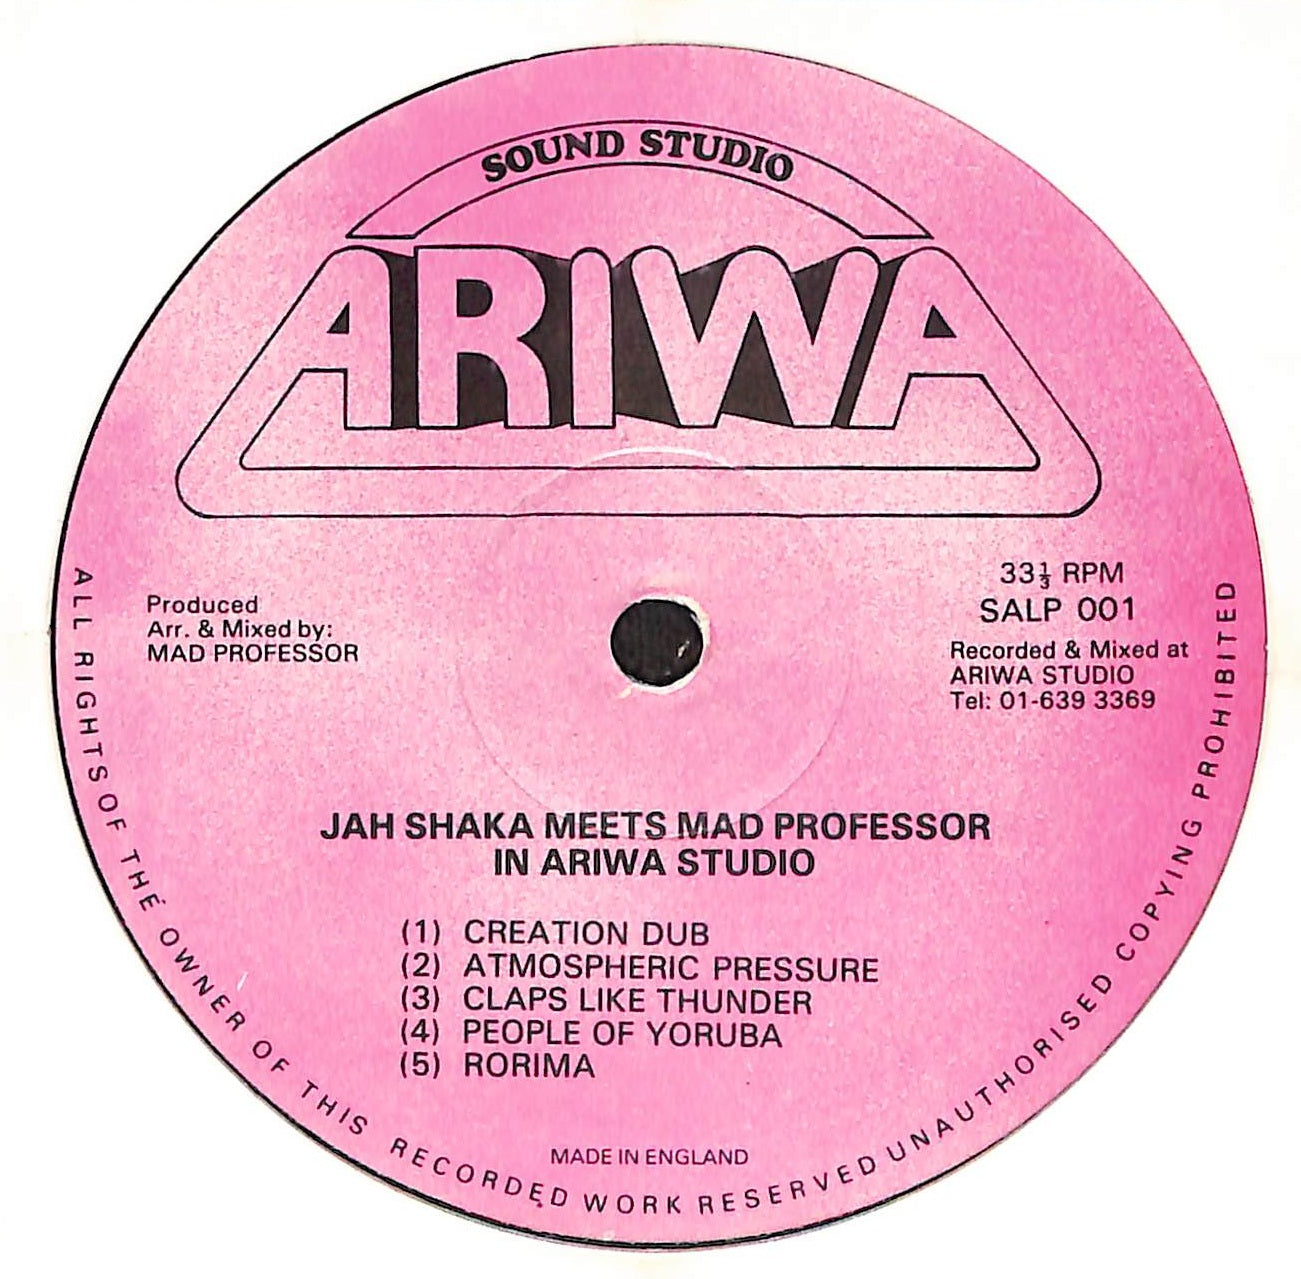 SOUND STUDIO
ARIWA
Produced
Arr. & Mixed by:
MAD PROFESSOR
33⅓ RPM
SALP 001
Recorded & Mixed at
ARIWA STUDIO
Tel: 01-639 3369
JAH SHAKA MEETS MAD PROFESSOR
IN ARIWA STUDIO
(1) CREATION DUB
(2) ATMOSPHERIC PRESSURE
(3) CLAPS LIKE THUNDER
(4) PEOPLE OF YORUBA
(5) RORIMA
MADE IN ENGLAND
ALL RIGHTS OF THE OWNER OF THIS RECORDED WORK RESERVED UNAUTHORISED COPYING PROHIBITED